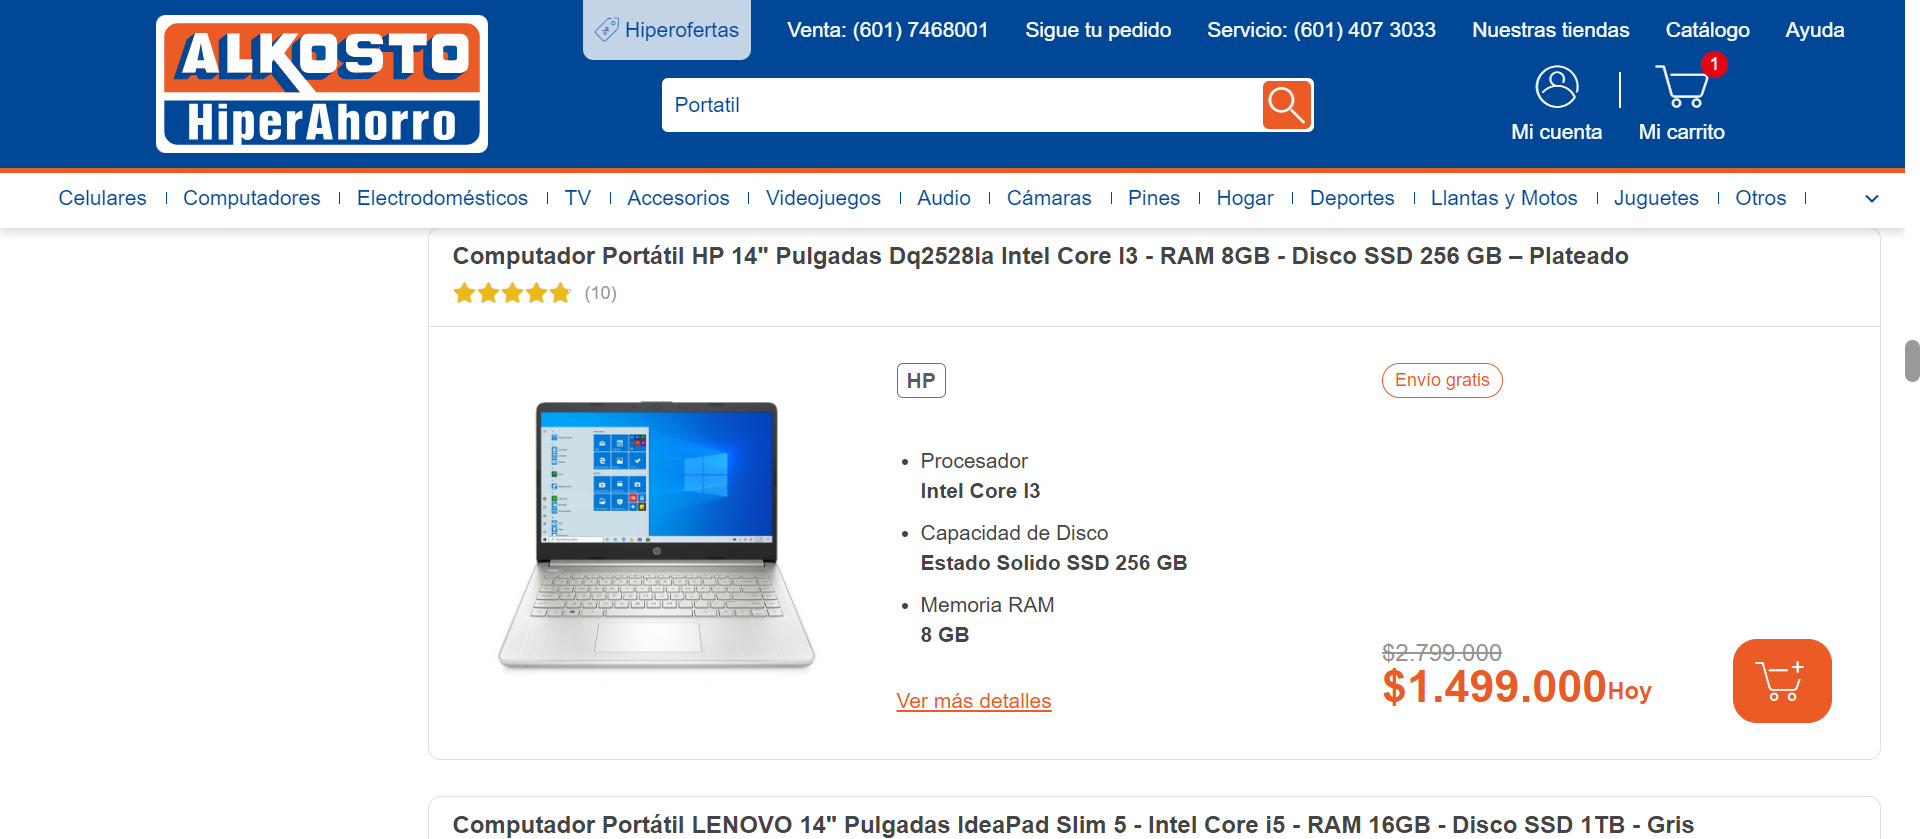 Hiperofertas
Venta: (601) 7468001
Sigue tu pedido
Servicio: (601) 407 3033
Nuestras tiendas
Catálogo
Ayuda
ALKOSTO
HiperAhorro
Portatil
1
Mi cuenta
Mi carrito
Celulares
Computadores
Electrodomésticos
TV
Accesorios
Videojuegos
Audio
Cámaras
Pines
Hogar
Deportes
Llantas y Motos
Juguetes
Otros
Computador Portátil HP 14" Pulgadas Dq2528la Intel Core I3 - RAM 8GB - Disco SSD 256 GB – Plateado
(10)
HP
Envío gratis
Procesador
Intel Core I3
Capacidad de Disco
Estado Solido SSD 256 GB
Memoria RAM
8 GB
Ver más detalles
$2.799.000
$1.499.000 Hoy
Computador Portátil LENOVO 14" Pulgadas IdeaPad Slim 5 - Intel Core i5 - RAM 16GB - Disco SSD 1TB - Gris